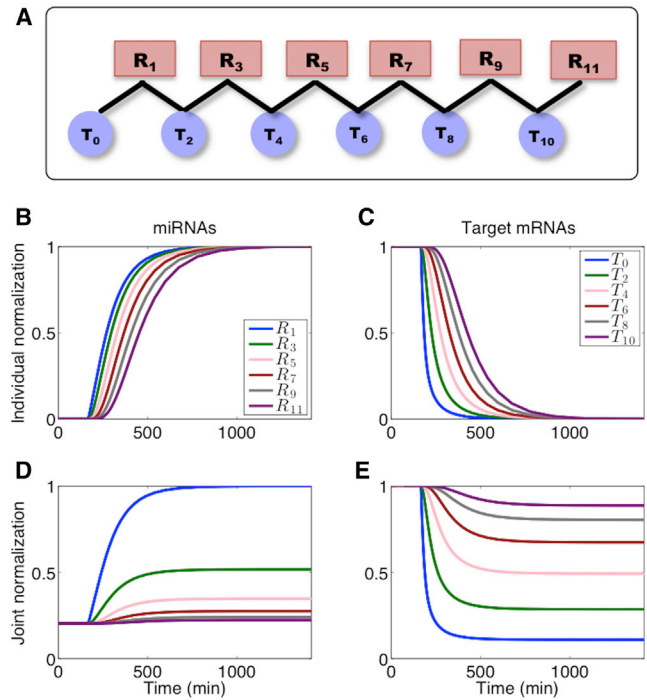 A
R1 R3 R5 R7 R9 R11
T0 T2 T4 T6 T8 T10
B
miRNAs
Individual normalization
1
0.5
0
0 500 1000
R1
R3
R5
R7
R9
R11
C
Target mRNAs
1
0.5
0
0 500 1000
T0
T2
T4
T6
T8
T10
D
Joint normalization
1
0.5
0
0 500 1000
Time (min)
E
1
0.5
0
0 500 1000
Time (min)